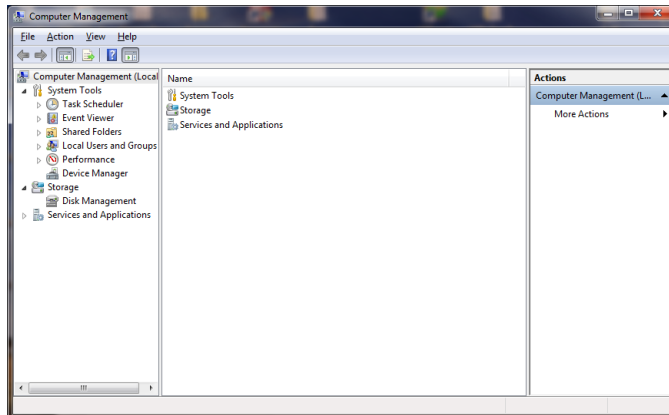 Computer Management
File Action View Help
Computer Management (Local
System Tools
Task Scheduler
Event Viewer
Shared Folders
Local Users and Groups
Performance
Device Manager
Storage
Disk Management
Services and Applications
Name
System Tools
Storage
Services and Applications
Actions
Computer Management (L...
More Actions